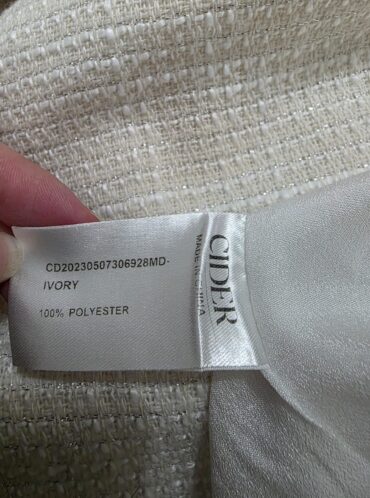 CD20230507306928MD-
IVORY
100% POLYESTER
CIDER
MADE IN CHINA